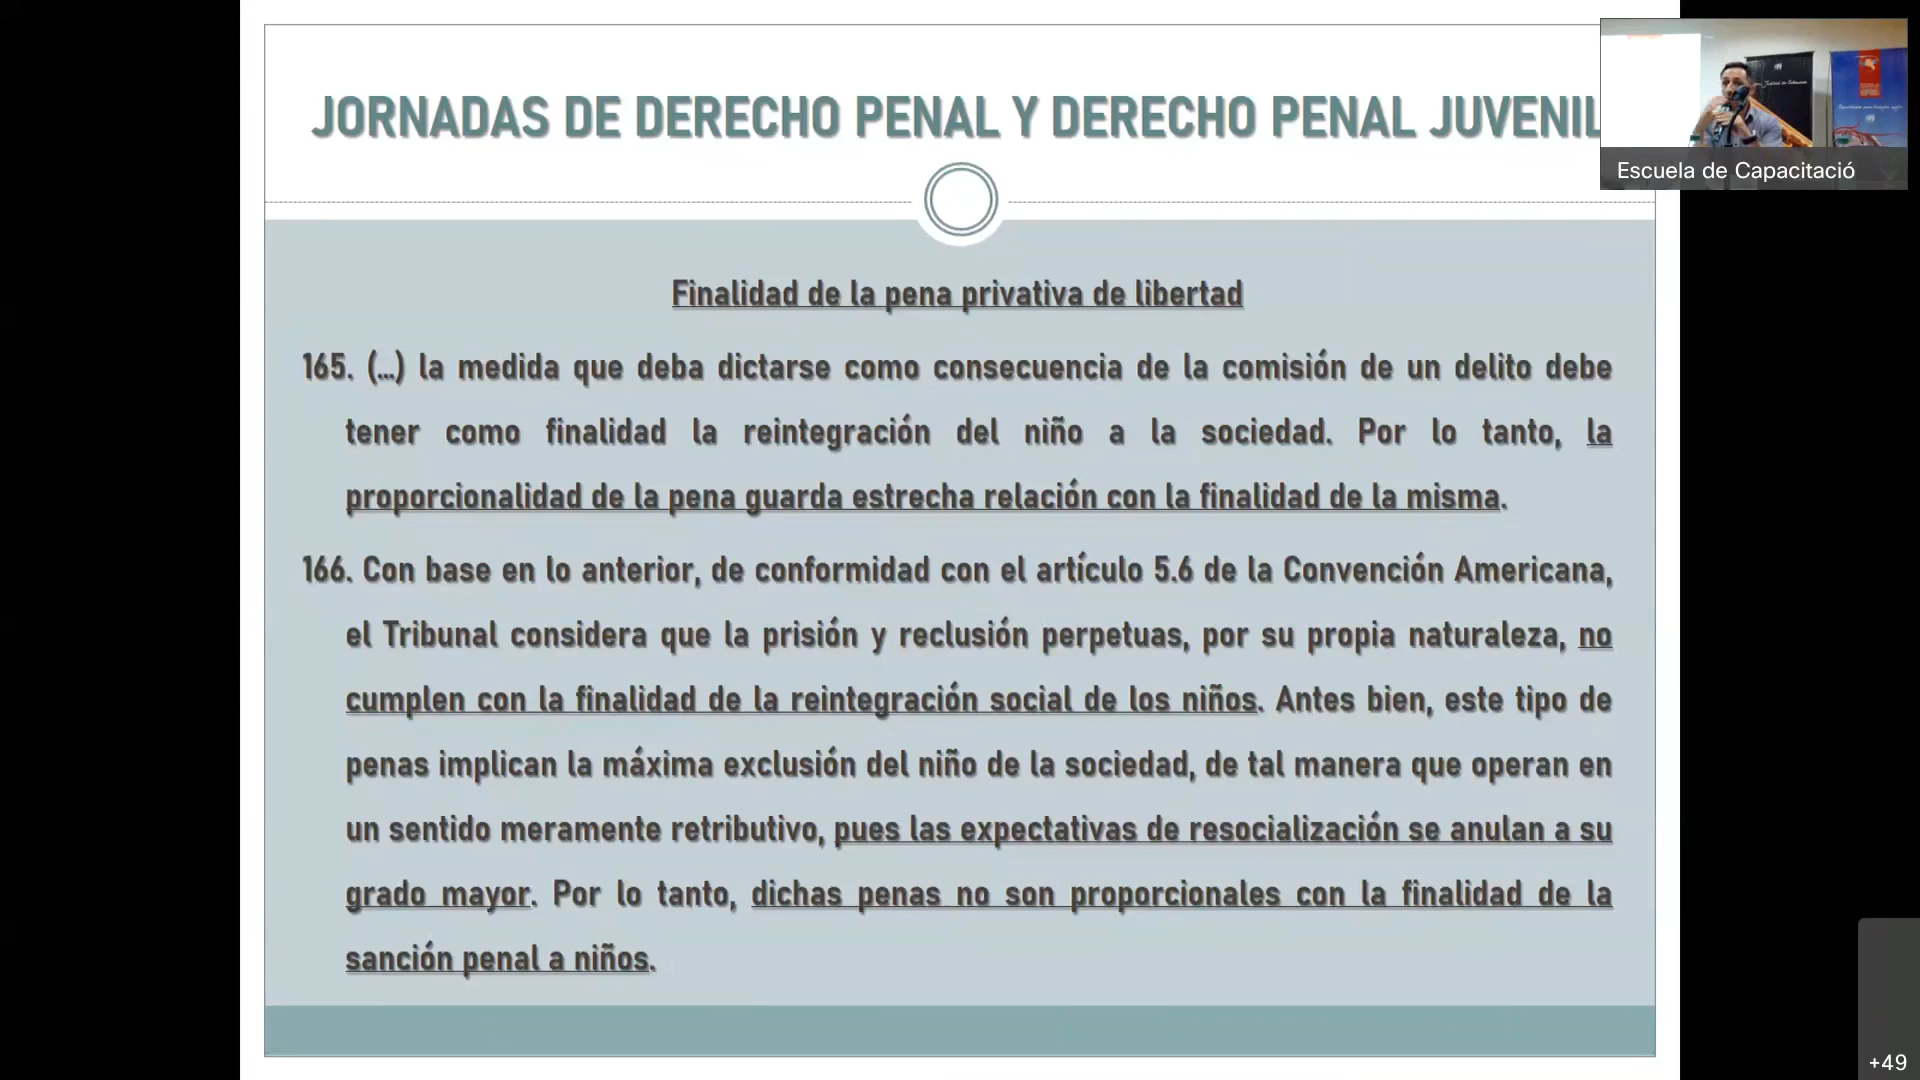 JORNADAS DE DERECHO PENAL Y DERECHO PENAL JUVENIL
Escuela de Capacitació
Finalidad de la pena privativa de libertad
165. (...) la medida que deba dictarse como consecuencia de la comisión de un delito debe
tener como finalidad la reintegración del niño a la sociedad. Por lo tanto, la
proporcionalidad de la pena guarda estrecha relación con la finalidad de la misma.
166. Con base en lo anterior, de conformidad con el artículo 5.6 de la Convención Americana,
el Tribunal considera que la prisión y reclusión perpetuas, por su propia naturaleza, no
cumplen con la finalidad de la reintegración social de los niños. Antes bien, este tipo de
penas implican la máxima exclusión del niño de la sociedad, de tal manera que operan en
un sentido meramente retributivo, pues las expectativas de resocialización se anulan a su
grado mayor. Por lo tanto, dichas penas no son proporcionales con la finalidad de la
sanción penal a niños.
+49